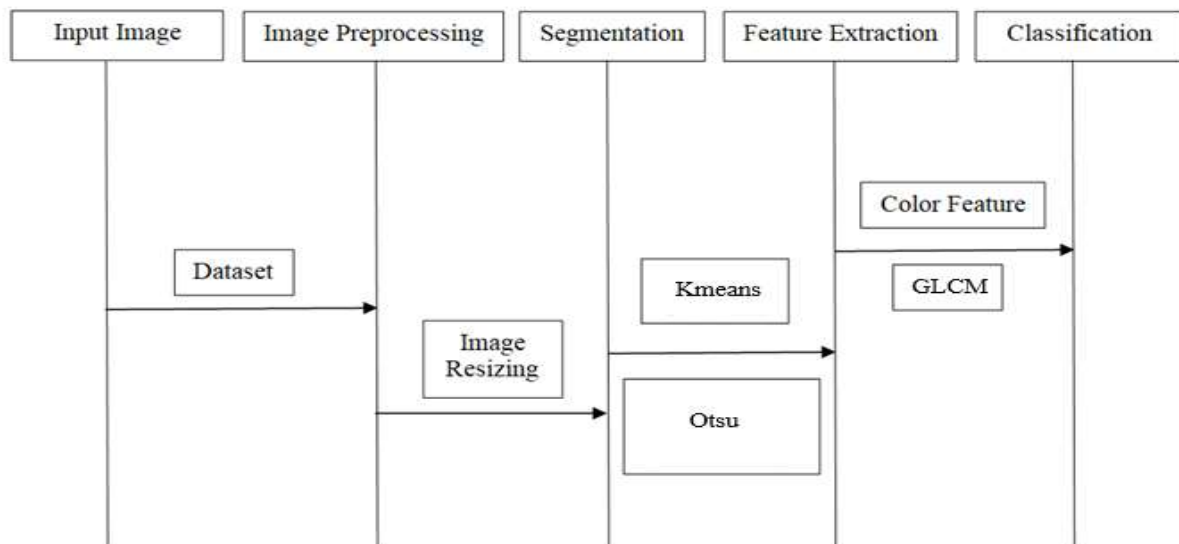 Input Image
Image Preprocessing
Segmentation
Feature Extraction
Classification
Color Feature
Dataset
Kmeans
GLCM
Image
Resizing
Otsu